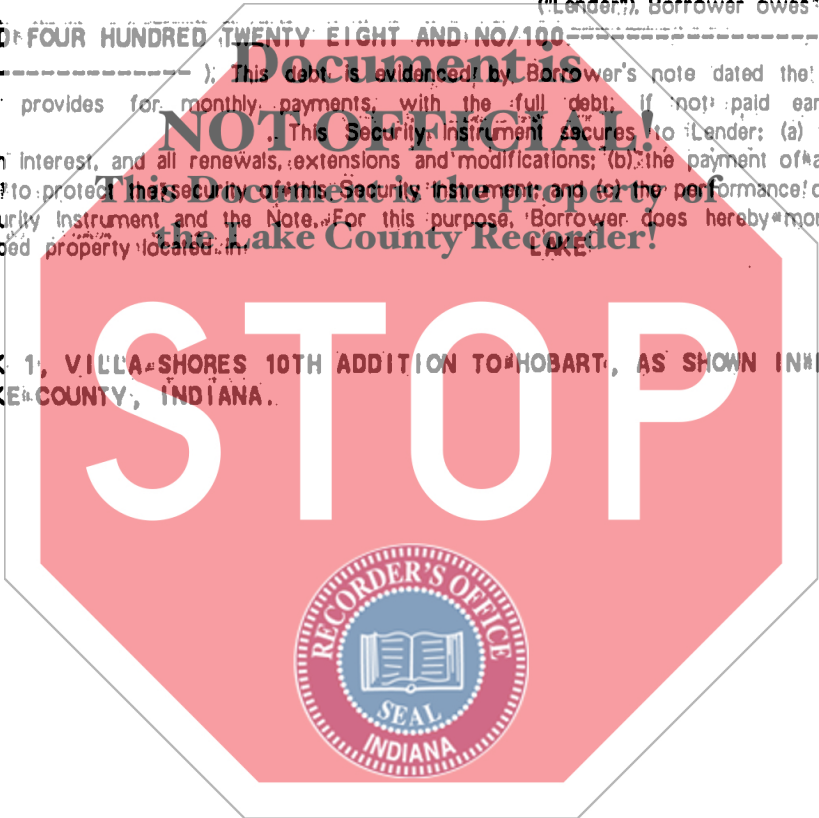 ("Lender"). Borrower owes
FOUR HUNDRED TWENTY EIGHT AND NO/100
Document is
). This debt is evidenced by Borrower's note dated the
provides for monthly payments, with the full debt, if not paid
NOT OFFICIAL!
This Security Instrument secures to Lender: (a)
interest, and all renewals, extensions and modifications; (b) the payment of
This Document is the property of
to protect the security of this Security Instrument; and (c) the performance
Instrument and the Note. For this purpose, Borrower does hereby
the Lake County Recorder!
property located in LAKE
STOP
1, VILLA SHORES 10TH ADDITION TO HOBART, AS SHOWN IN
COUNTY, INDIANA.
RECORDER'S OFFICE
SEAL
INDIANA